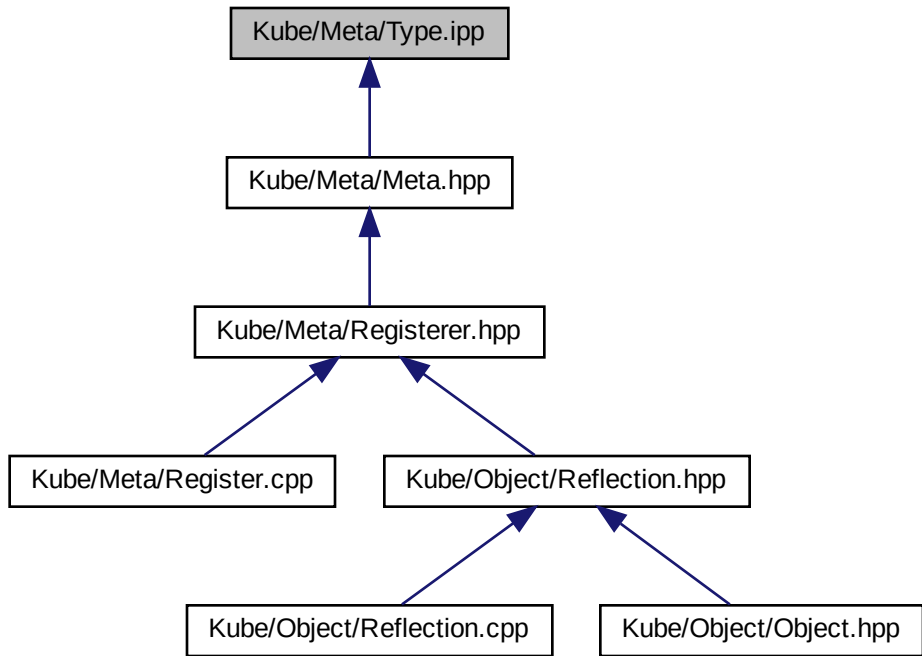 Kube/Meta/Type.ipp
Kube/Meta/Meta.hpp
Kube/Meta/Registerer.hpp
Kube/Meta/Register.cpp
Kube/Object/Reflection.hpp
Kube/Object/Reflection.cpp
Kube/Object/Object.hpp